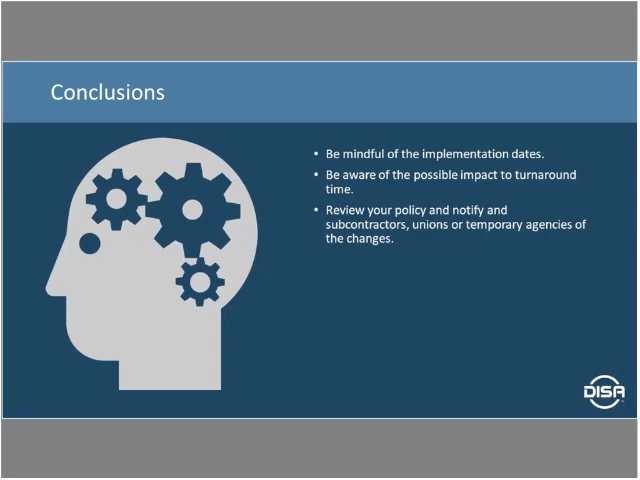 Conclusions
• Be mindful of the implementation dates.
• Be aware of the possible impact to turnaround
time.
• Review your policy and notify and
subcontractors, unions or temporary agencies of
the changes.
DISA